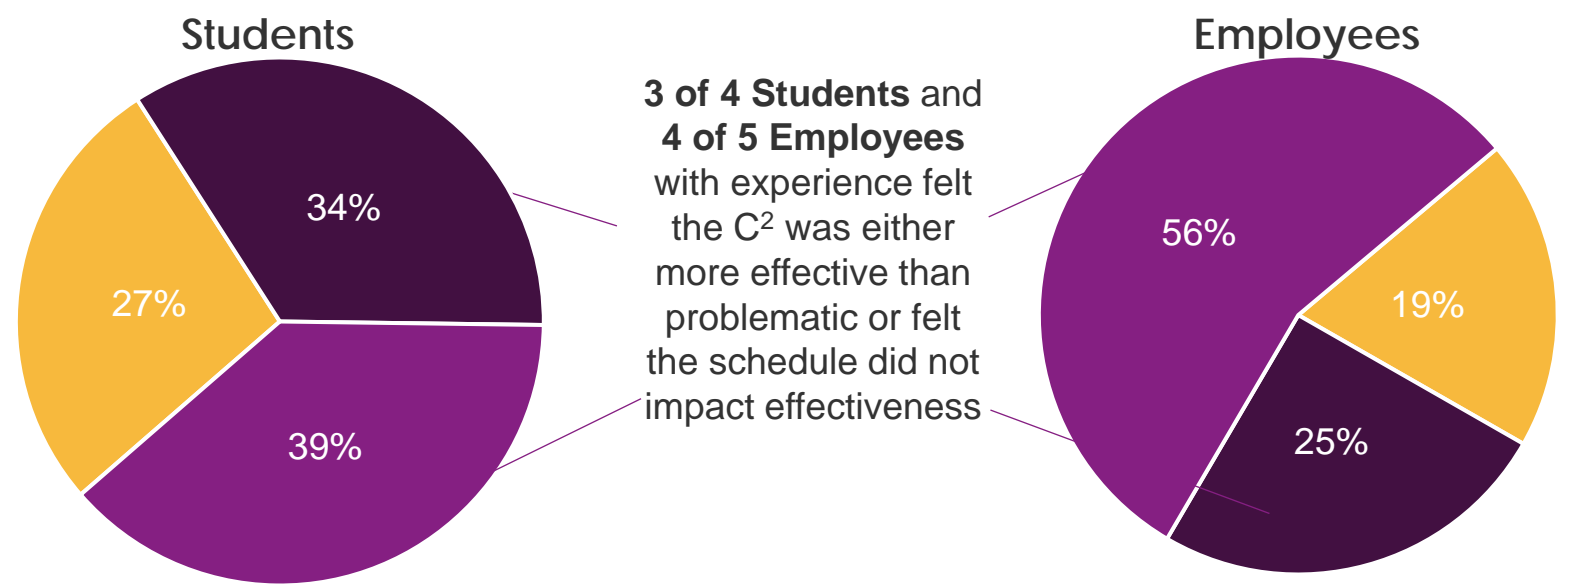 Students
34%
27%
39%
3 of 4 Students and
4 of 5 Employees
with experience felt
the C² was either
more effective than
problematic or felt
the schedule did not
impact effectiveness
Employees
56%
19%
25%